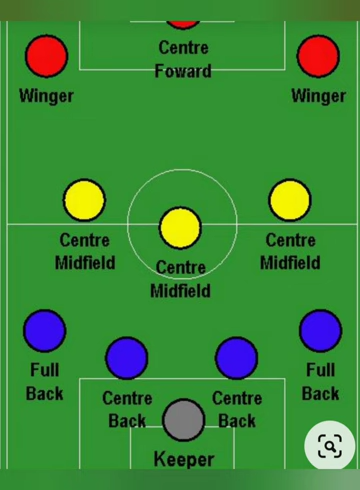 Centre
Foward
Winger
Winger
Centre
Midfield
Centre
Midfield
Centre
Midfield
Full
Back
Centre
Back
Centre
Back
Full
Back
Keeper